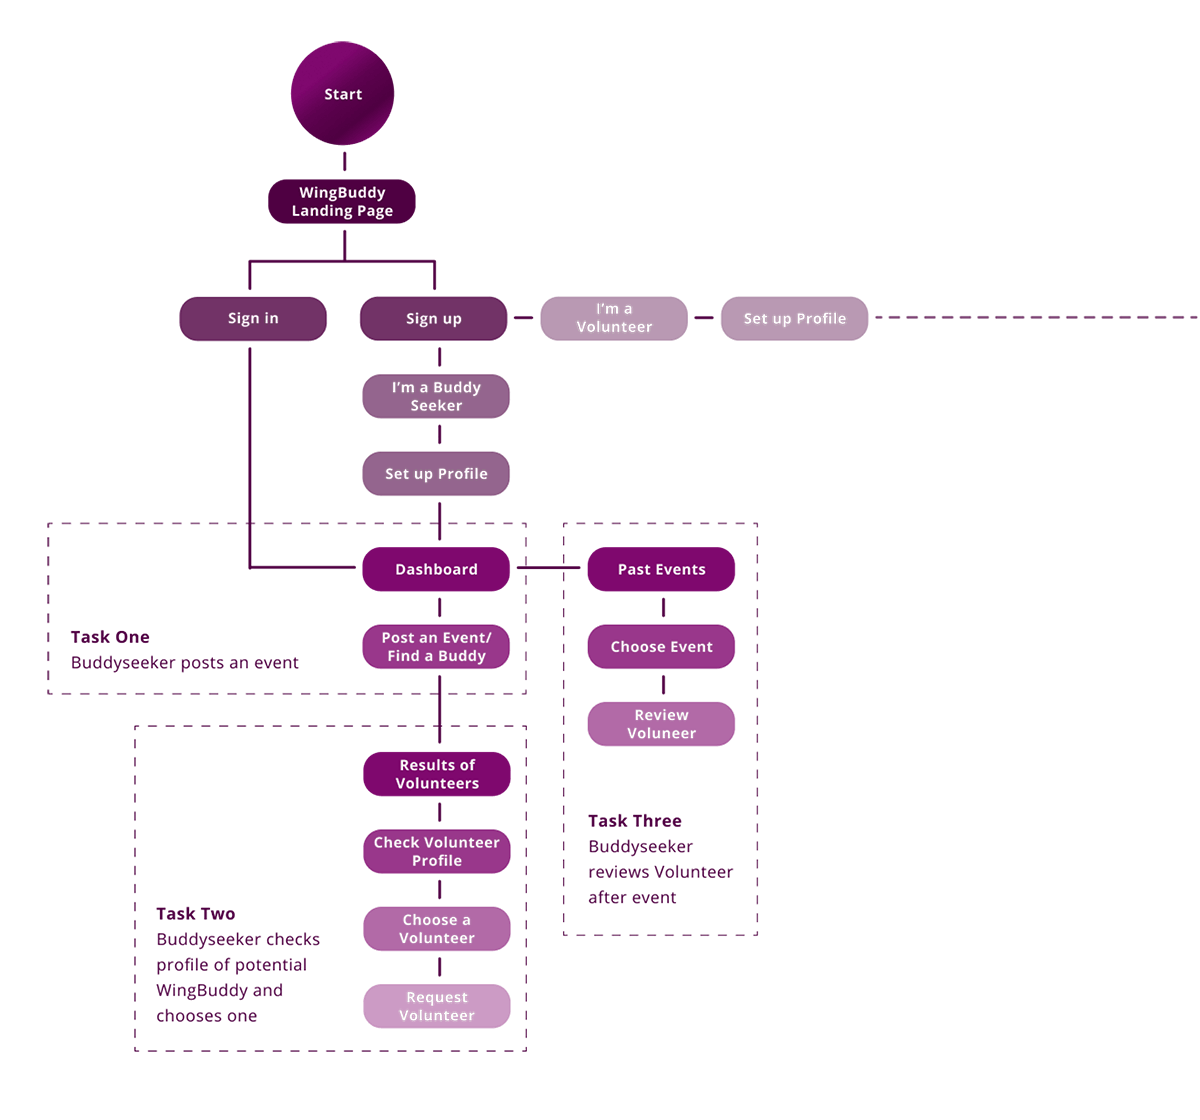 Start
WingBuddy
Landing Page
Sign in
Sign up
I'm a
Volunteer
Set up Profile
I'm a Buddy
Seeker
Set up Profile
Dashboard
Past Events
Task One
Buddyseeker posts an event
Post an Event/
Find a Buddy
Choose Event
Review
Voluneer
Results of
Volunteers
Check Volunteer
Profile
Choose a
Volunteer
Request
Volunteer
Task Two
Buddyseeker checks
profile of potential
WingBuddy and
chooses one
Task Three
Buddyseeker
reviews Volunteer
after event